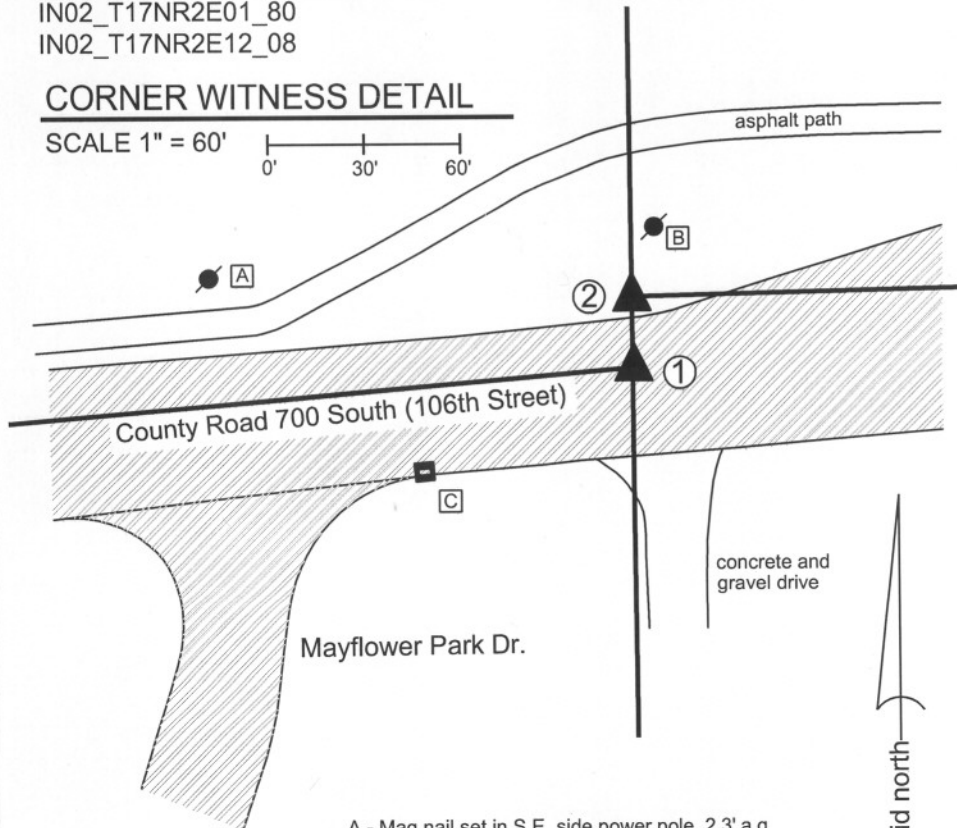 IN02_T17NR2E01_80
IN02_T17NR2E12_08
CORNER WITNESS DETAIL
SCALE 1" = 60'
0' 30' 60'
asphalt path
B
A
2
1
County Road 700 South (106th Street)
C
concrete and
gravel drive
Mayflower Park Dr.
id north
A - Mag nail set in S.E. side power pole, 2.3' a.g.